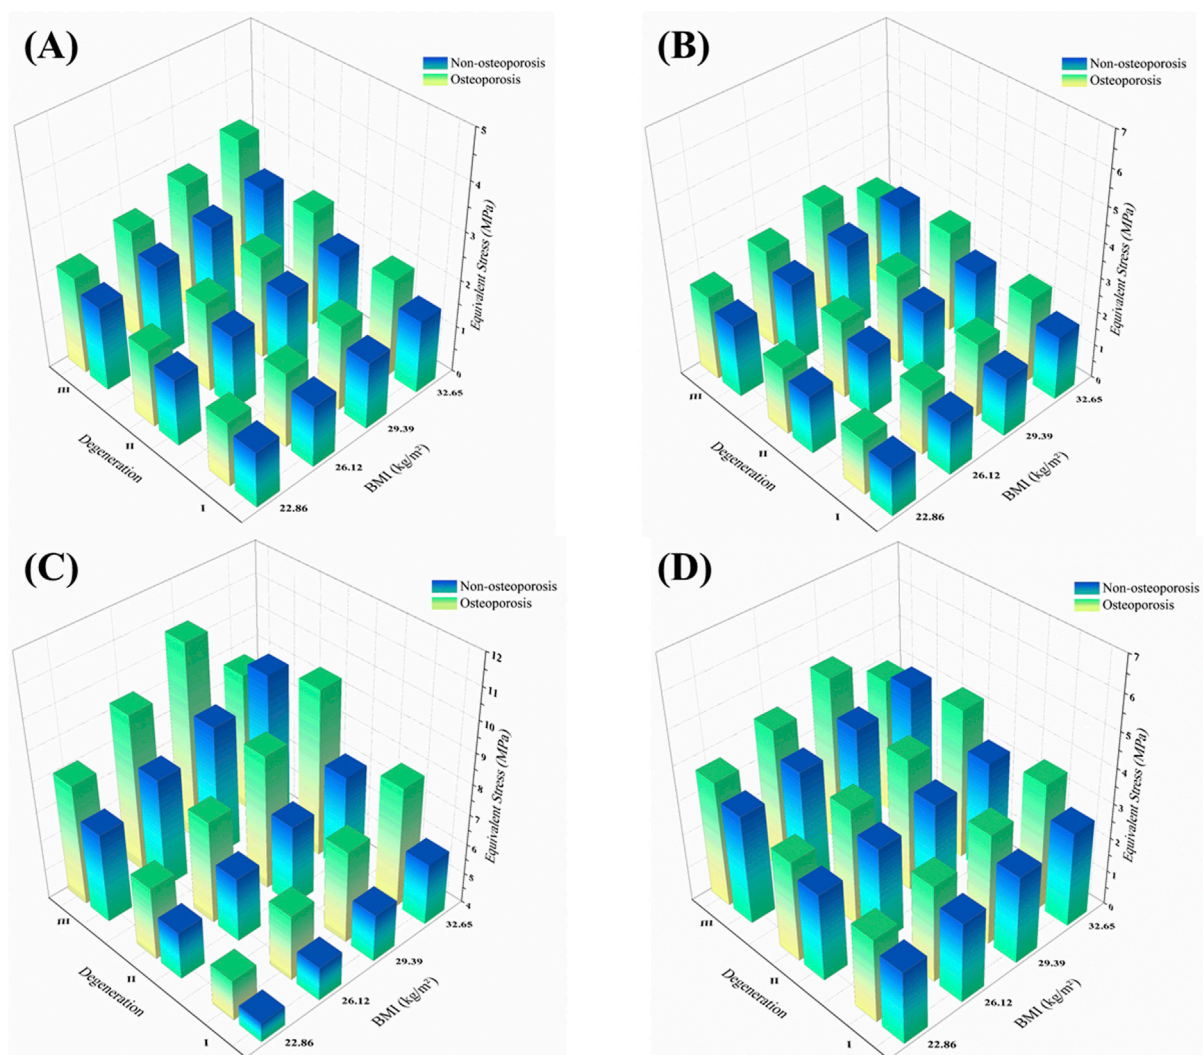 (A)
Non-osteoporosis
Osteoporosis
5
4
3
2
1
0
Equivalent Stress (MPa)
III
II
I
Degeneration
22.86
26.12
29.39
32.65
BMI (kg/m²)
(B)
Non-osteoporosis
Osteoporosis
7
6
5
4
3
2
1
0
Equivalent Stress (MPa)
III
II
I
Degeneration
22.86
26.12
29.39
32.65
BMI (kg/m²)
(C)
Non-osteoporosis
Osteoporosis
12
11
10
9
8
7
6
5
4
Equivalent Stress (MPa)
III
II
I
Degeneration
22.86
26.12
29.39
32.65
BMI (kg/m²)
(D)
Non-osteoporosis
Osteoporosis
7
6
5
4
3
2
1
0
Equivalent Stress (MPa)
III
II
I
Degeneration
22.86
26.12
29.39
32.65
BMI (kg/m²)